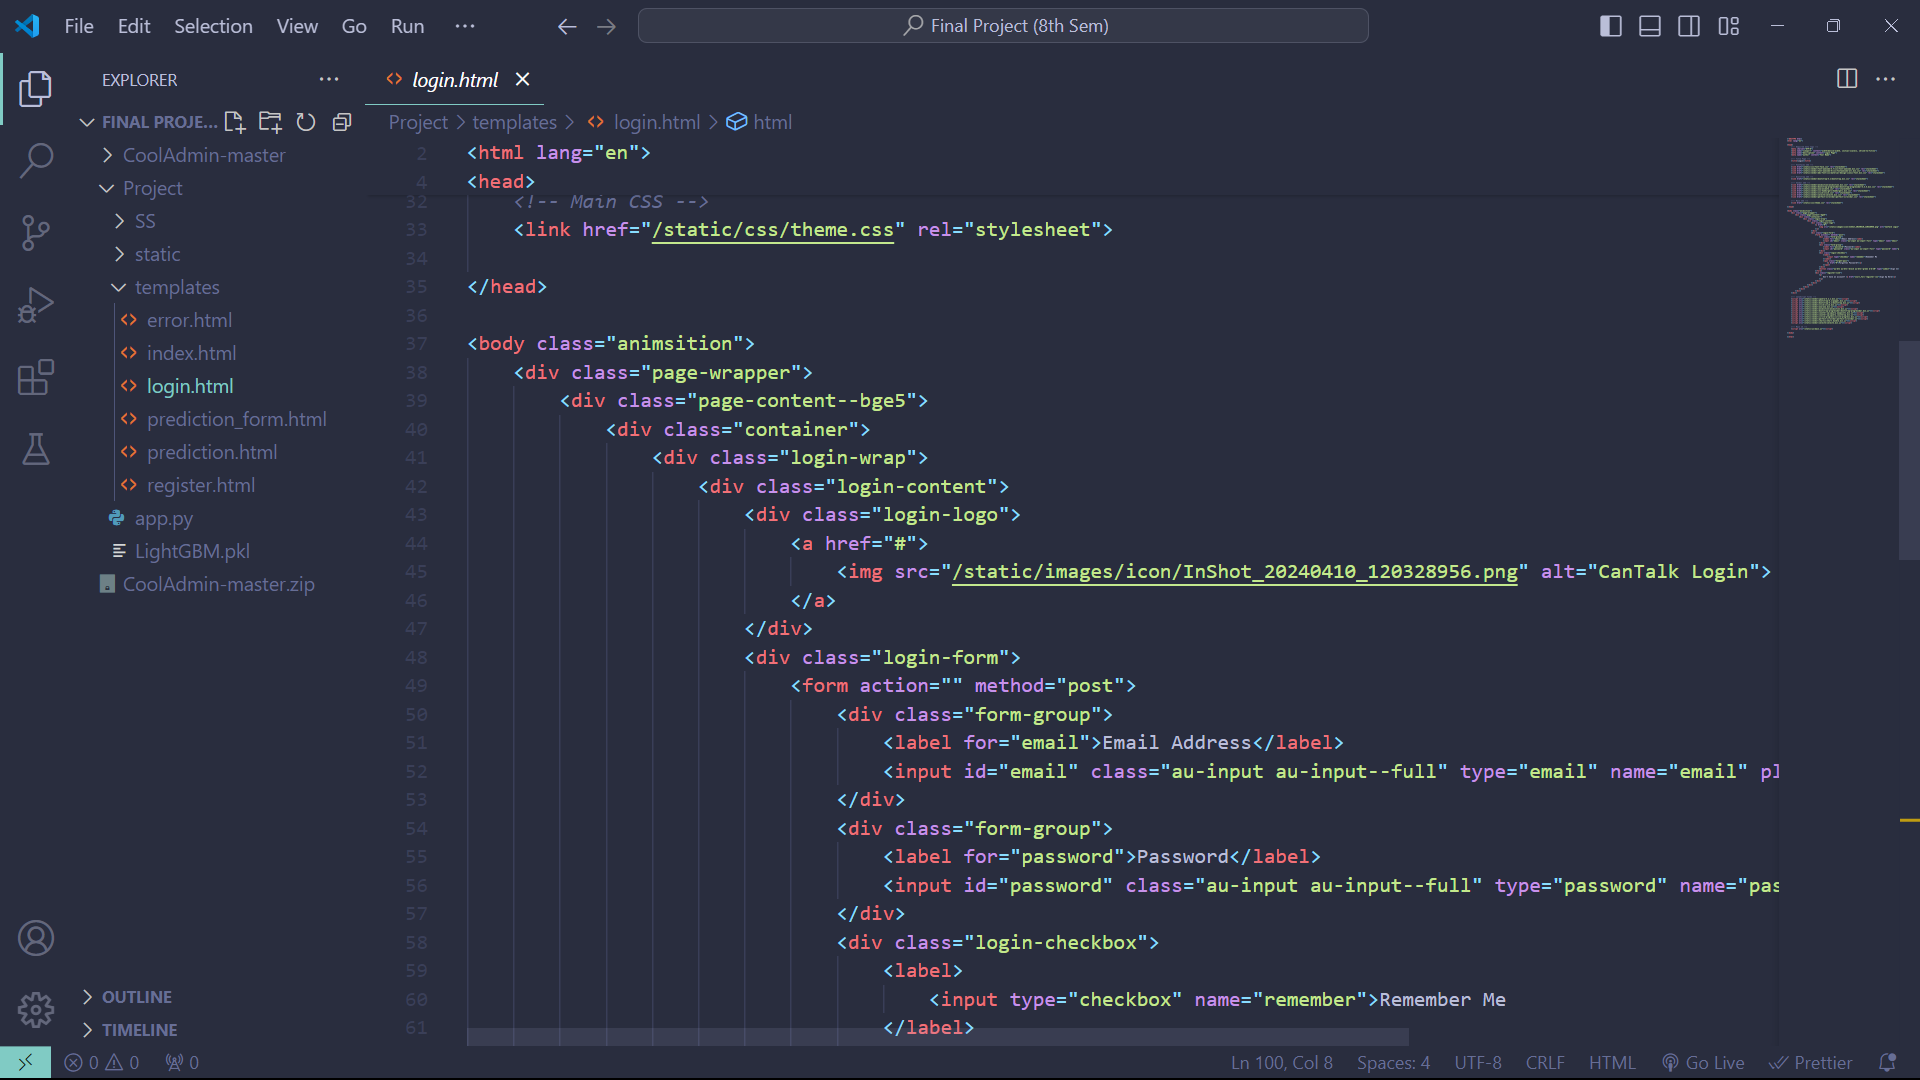 File Edit Selection View Go Run ··· Final Project (8th Sem)
EXPLORER ···
login.html ···
FINAL PROJE...
Project > templates > login.html > html
CoolAdmin-master
Project
SS
static
templates
error.html
index.html
login.html
prediction_form.html
prediction.html
register.html
app.py
LightGBM.pkl
CoolAdmin-master.zip
OUTLINE
TIMELINE
2 <html lang="en">
4 <head>
32 <!-- Main CSS -->
33 <link href="/static/css/theme.css" rel="stylesheet">
34
35 </head>
36
37 <body class="animsition">
38 <div class="page-wrapper">
39 <div class="page-content--bge5">
40 <div class="container">
41 <div class="login-wrap">
42 <div class="login-content">
43 <div class="login-logo">
44 <a href="#">
45 <img src="/static/images/icon/InShot_20240410_120328956.png" alt="CanTalk Login">
46 </a>
47 </div>
48 <div class="login-form">
49 <form action="" method="post">
50 <div class="form-group">
51 <label for="email">Email Address</label>
52 <input id="email" class="au-input au-input--full" type="email" name="email" pl
53 </div>
54 <div class="form-group">
55 <label for="password">Password</label>
56 <input id="password" class="au-input au-input--full" type="password" name="pas
57 </div>
58 <div class="login-checkbox">
59 <label>
60 <input type="checkbox" name="remember">Remember Me
61 </label>
0 0 0 Ln 100, Col 8 Spaces: 4 UTF-8 CRLF HTML Go Live Prettier